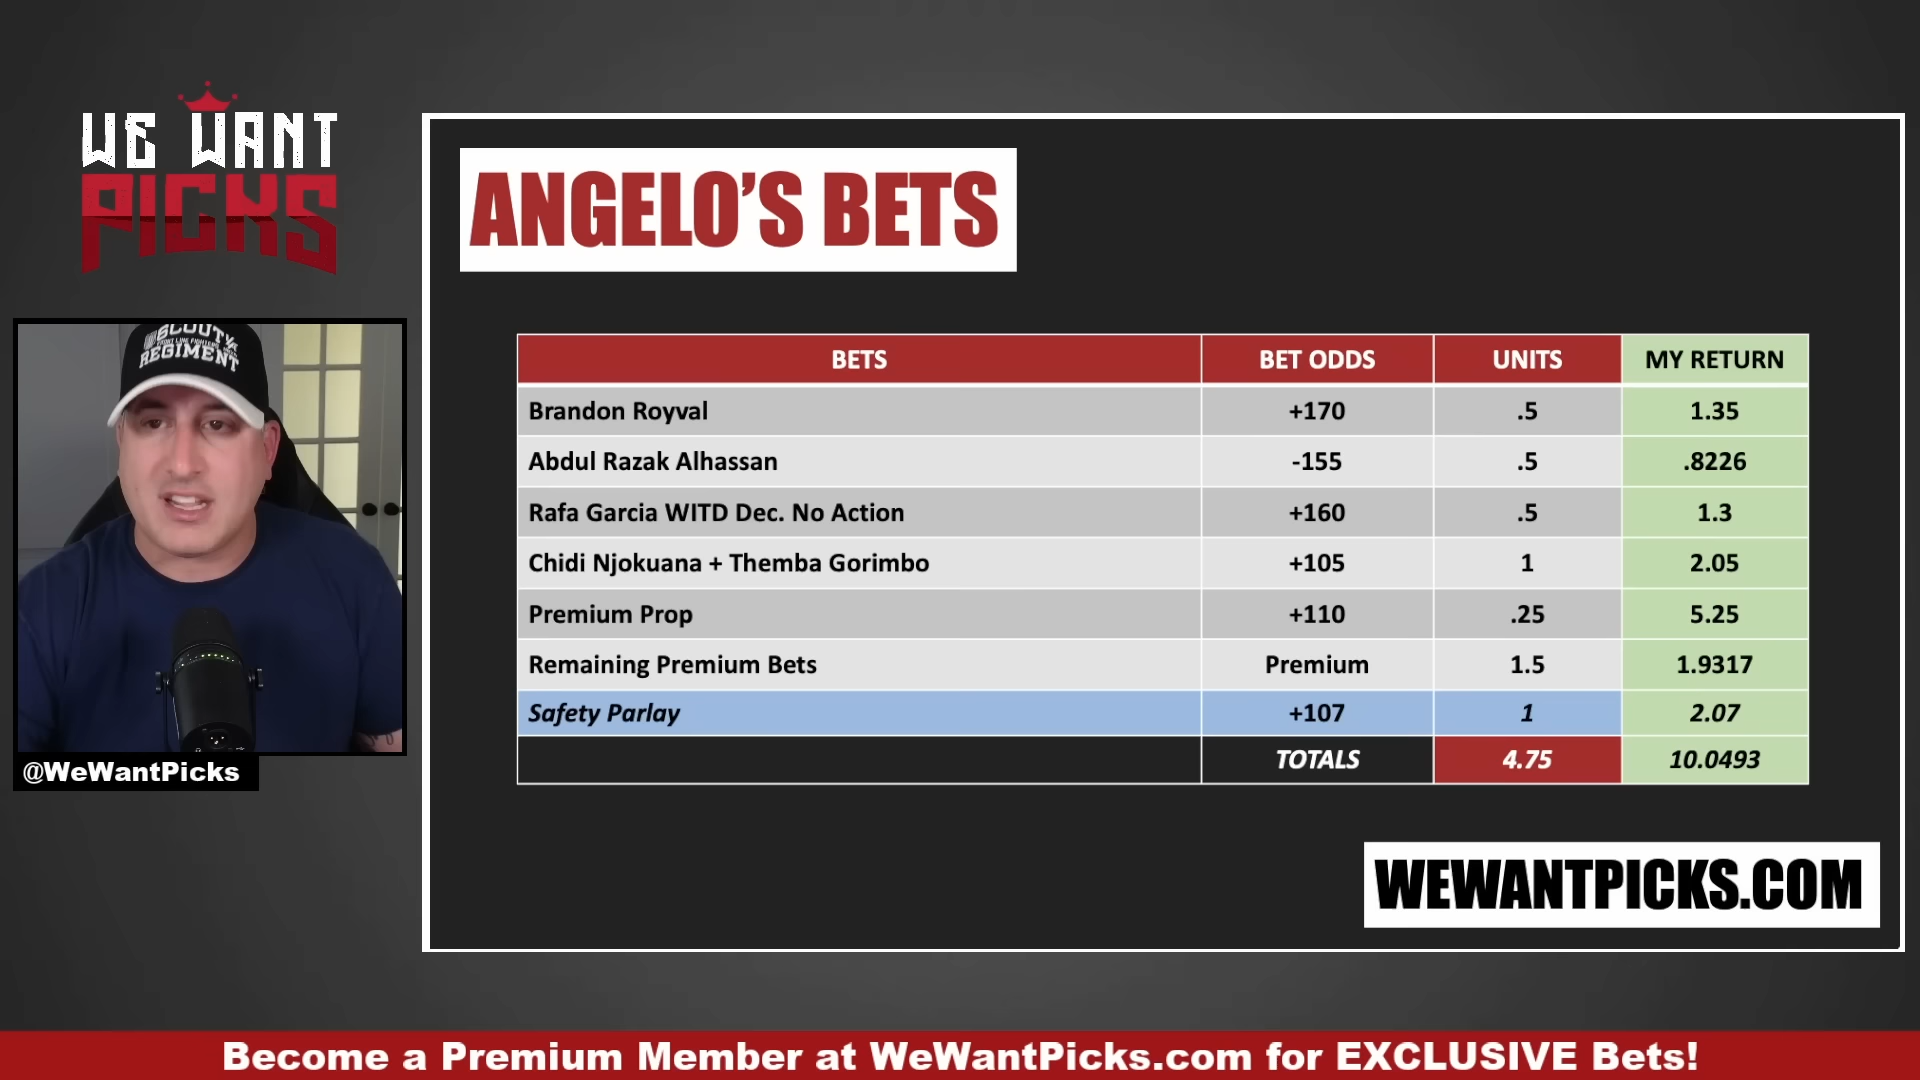 WE WANT
PICKS
SCOUT
REGIMENT
@WeWantPicks
ANGELO'S BETS
BETS BET ODDS UNITS MY RETURN
Brandon Royval +170 .5 1.35
Abdul Razak Alhassan -155 .5 .8226
Rafa Garcia WITD Dec. No Action +160 .5 1.3
Chidi Njokuana + Themba Gorimbo +105 1 2.05
Premium Prop +110 .25 5.25
Remaining Premium Bets Premium 1.5 1.9317
Safety Parlay +107 1 2.07
TOTALS 4.75 10.0493
WEWANTPICKS.COM
Become a Premium Member at WeWantPicks.com for EXCLUSIVE Bets!